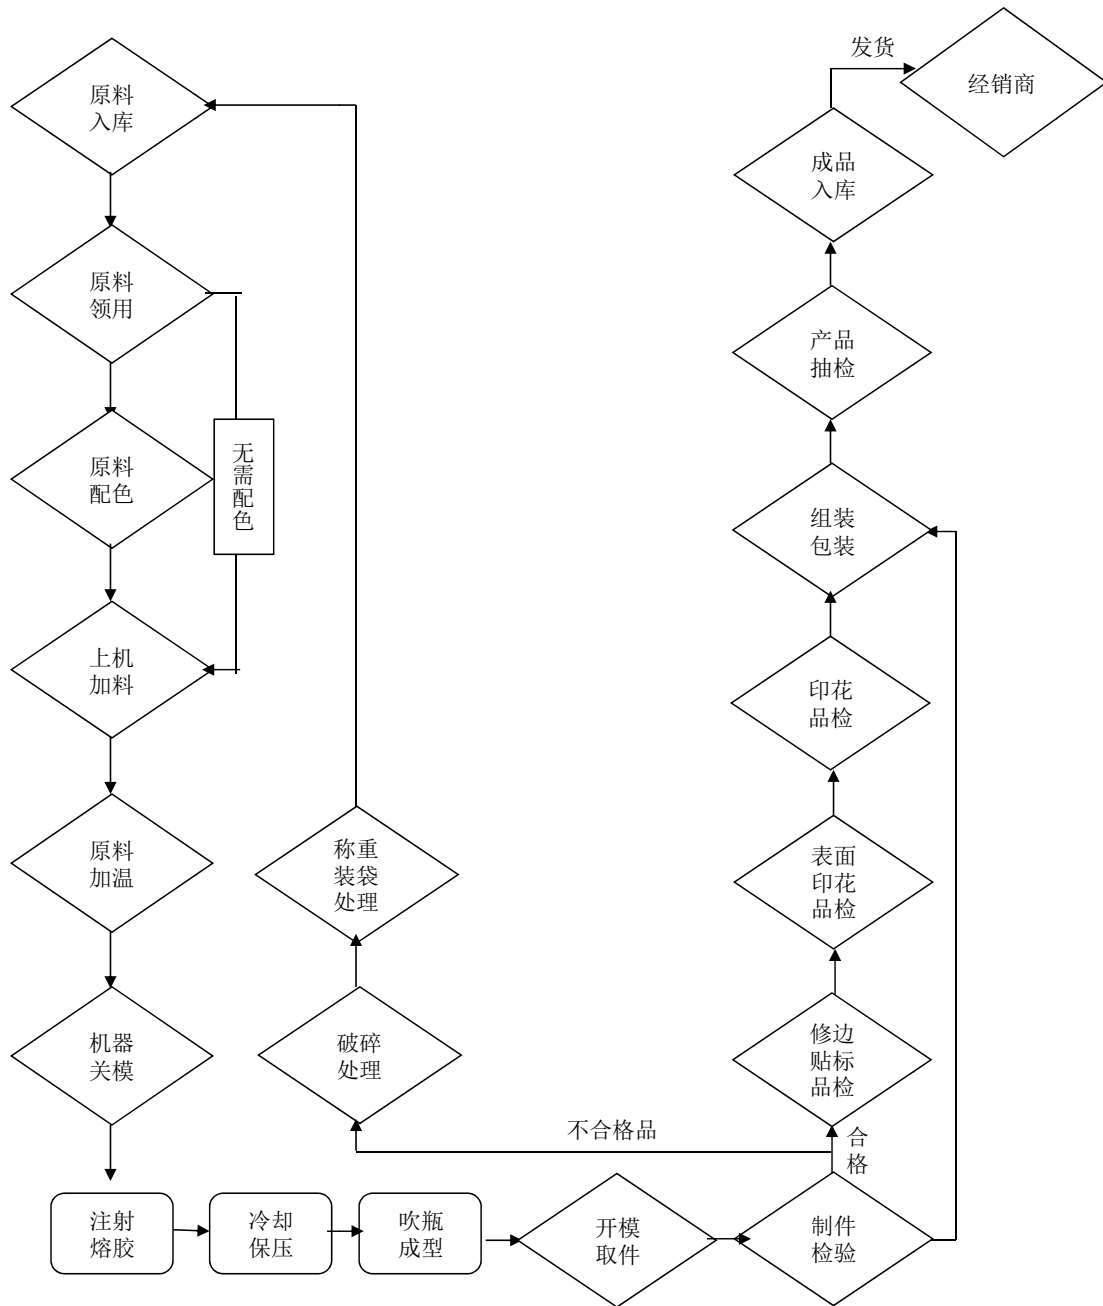 原料
入库
原料
领用
原料
配色
无
需
配
色
上机
加料
原料
加温
机器
关模
注射
熔胶
冷却
保压
吹瓶
成型
开模
取件
制件
检验
不合格品
破碎
处理
称重
装袋
处理
合
格
修边
贴标
品检
表面
印花
品检
印花
品检
组装
包装
产品
抽检
成品
入库
发货
经销商